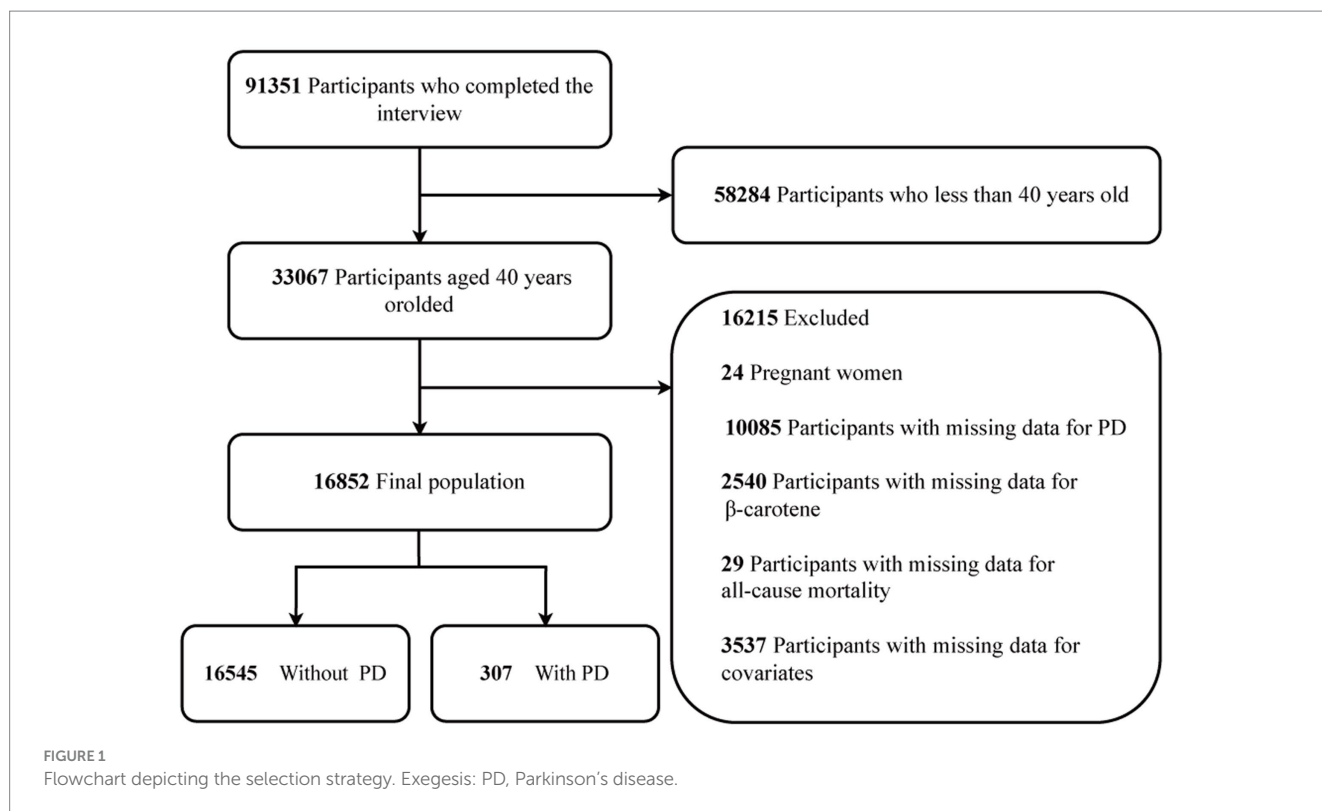 91351 Participants who completed the
interview
58284 Participants who less than 40 years old
33067 Participants aged 40 years
orolded
16215 Excluded
24 Pregnant women
10085 Participants with missing data for PD
2540 Participants with missing data for
β-carotene
29 Participants with missing data for
all-cause mortality
3537 Participants with missing data for
covariates
16852 Final population
16545 Without PD
307 With PD
FIGURE 1
Flowchart depicting the selection strategy. Exegesis: PD, Parkinson’s disease.